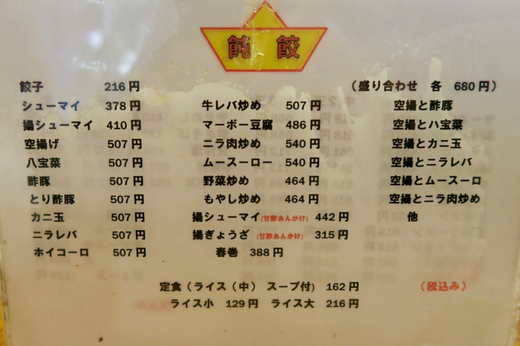 飩餃
餃子 216円
シューマイ 378円
揚シューマイ 410円
空揚げ 507円
八宝菜 507円
酢豚 507円
とり酢豚 507円
カニ玉 507円
ニラレバ 507円
ホイコーロ 507円
牛レバ炒め 507円
マーボー豆腐 486円
ニラ肉炒め 540円
ムースーロー 540円
野菜炒め 464円
もやし炒め 464円
揚シューマイ(甘酢あんかけ) 442円
揚ぎょうざ(甘酢あんかけ) 315円
春巻 388円
(盛り合わせ 各 680円)
空揚と酢豚
空揚とハ宝菜
空揚とカニ玉
空揚とニラレバ
空揚とムースーロ
空揚とニラ肉炒め
他
定食(ライス(中) スープ付) 162円
ライス小 129円 ライス大 216円
(税込み)